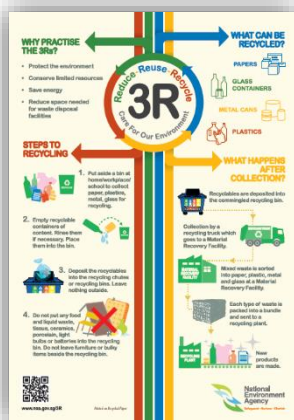 WHY PRACTISE
THE 3Rs?
• Protect the environment
• Conserve limited resources
• Save energy
• Reduce space needed
for waste disposal
facilities
Reduce·Reuse·Recycle
3R
Care For Our Environment
WHAT CAN BE
RECYCLED?
PAPERS
GLASS
CONTAINERS
METAL CANS
PLASTICS
STEPS TO
RECYCLING
1. Put aside a bin at
home/workplace/
school to collect
paper, plastics,
metal, glass for
recycling.
2. Empty recyclable
containers of
content. Rinse them
if necessary. Place
them into the bin.
3. Deposit the recyclables
into the recycling chutes
or recycling bins. Leave
nothing outside.
4. Do not put any food
and liquid waste,
tissue, ceramics,
porcelain, light
bulbs or batteries into the recycling
bin. Do not leave furniture or bulky
items beside the recycling bin.
WHAT HAPPENS
AFTER
COLLECTION?
Recyclables are deposited into
the commingled recycling bin.
Collection by
a recycling truck which
goes to a Material
Recovery Facility.
Mixed waste is sorted
into paper, plastic, metal
and glass at a Material
Recovery Facility.
Each type of waste is
packed into a bundle
and sent to a
recycling plant.
New
products
are made.
www.nea.gov.sg/3R
Printed on Recycled Paper
National
Environment
Agency